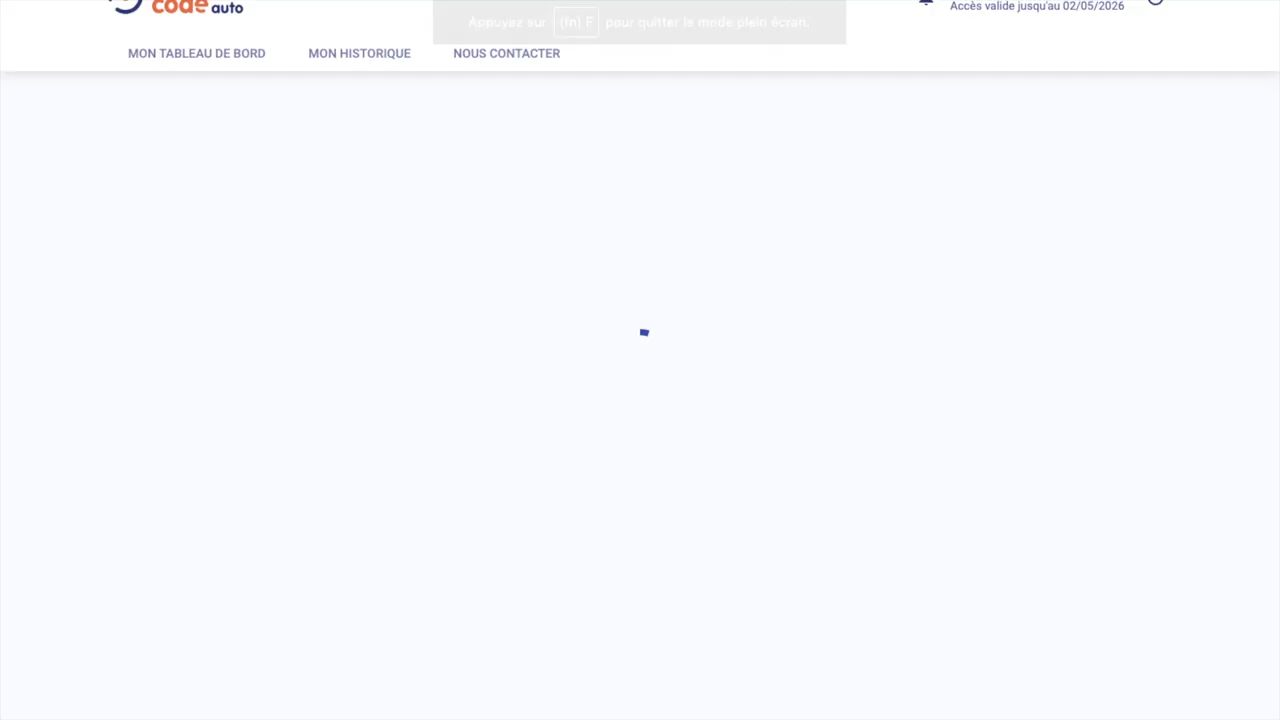 code auto
Appuyez sur (fn) F pour quitter le mode plein écran.
Accès valide jusqu'au 02/05/2026
MON TABLEAU DE BORD
MON HISTORIQUE
NOUS CONTACTER